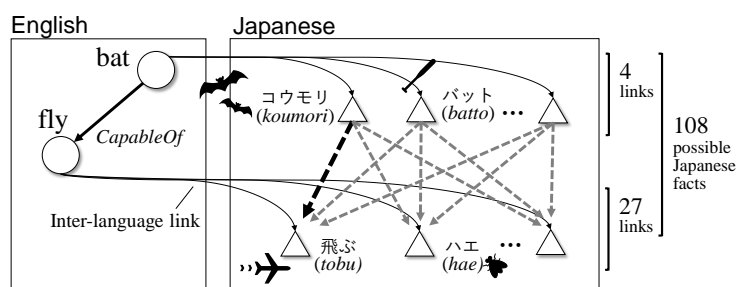 English
Japanese
bat
fly
CapableOf
Inter-language link
コウモリ
(koumori)
バット
(batto)
...
飛ぶ
(tobu)
ハエ
(hae)
...
4
links
27
links
108
possible
Japanese
facts